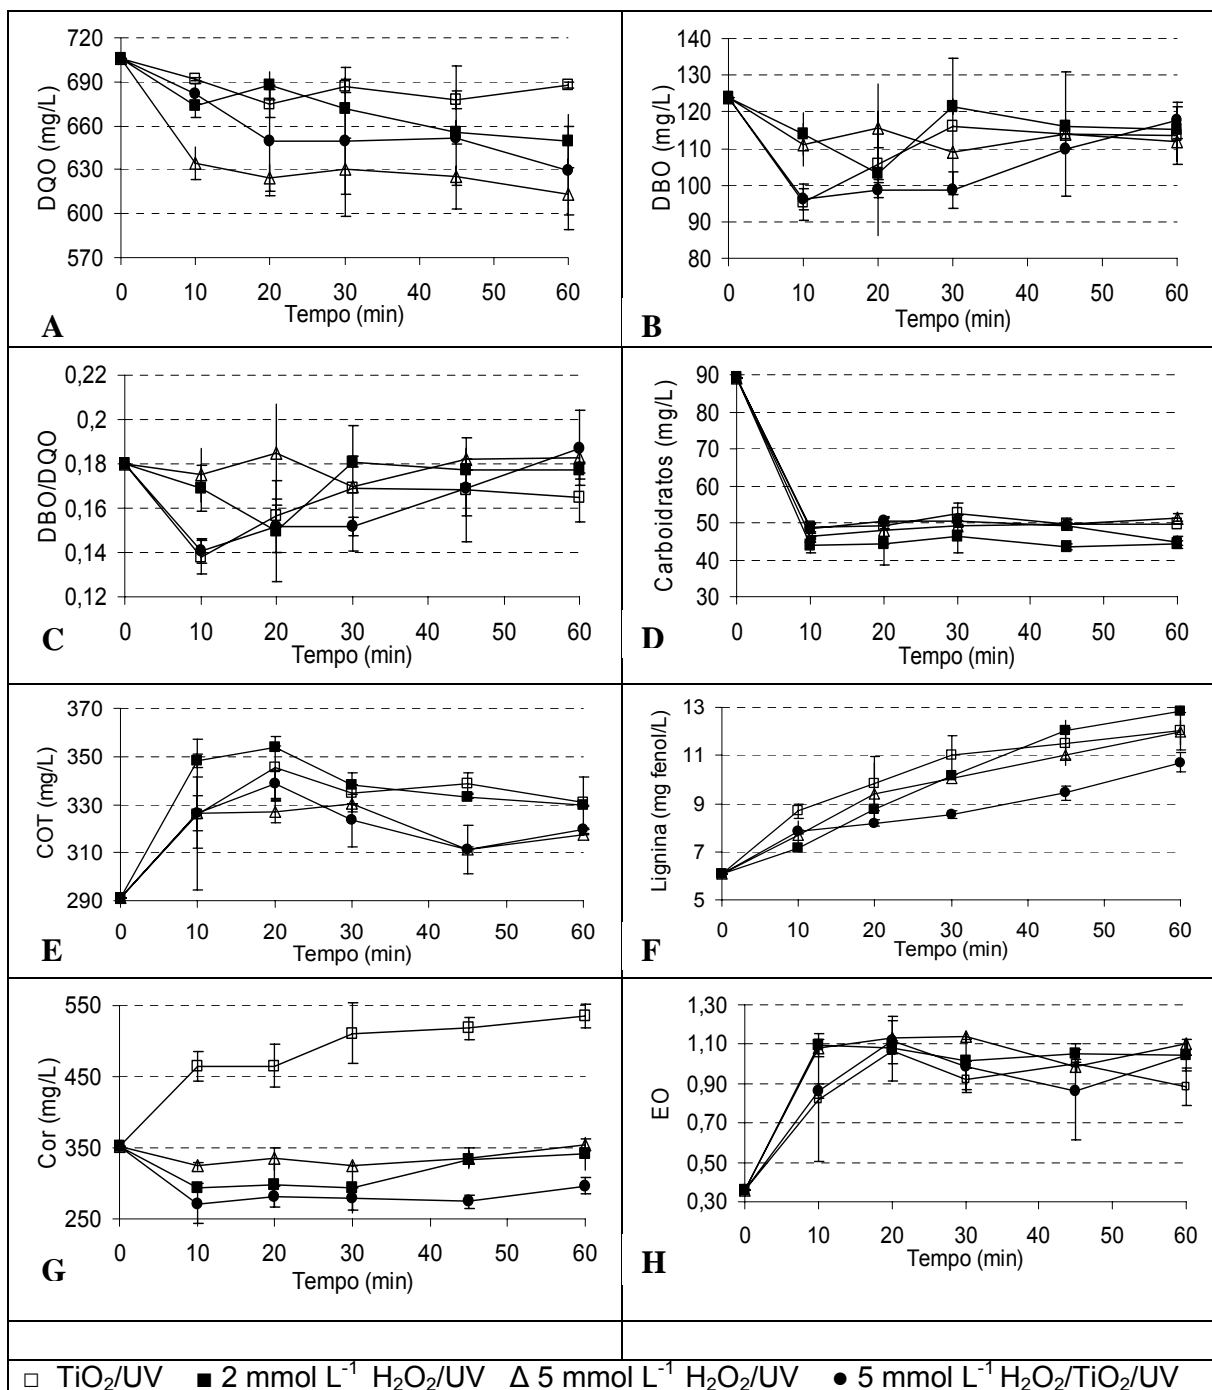 720
690
660
630
600
570
DQO (mg/L)
0 10 20 30 40 50 60
Tempo (min)
A
140
130
120
110
100
90
80
DBO (mg/L)
0 10 20 30 40 50 60
Tempo (min)
B
0,22
0,2
0,18
0,16
0,14
0,12
DBO/DQO
0 10 20 30 40 50 60
Tempo (min)
C
90
80
70
60
50
40
30
Carboidratos (mg/L)
0 10 20 30 40 50 60
Tempo (min)
D
370
350
330
310
290
COT (mg/L)
0 10 20 30 40 50 60
Tempo (min)
E
13
11
9
7
5
Lignina (mg fenol/L)
0 10 20 30 40 50 60
Tempo (min)
F
550
450
350
250
Cor (mg/L)
0 10 20 30 40 50 60
Tempo (min)
G
1,30
1,10
0,90
0,70
0,50
0,30
EO
0 10 20 30 40 50 60
Tempo (min)
H
□ TiO₂/UV ■ 2 mmol L⁻¹ H₂O₂/UV Δ 5 mmol L⁻¹ H₂O₂/UV ● 5 mmol L⁻¹ H₂O₂/TiO₂/UV